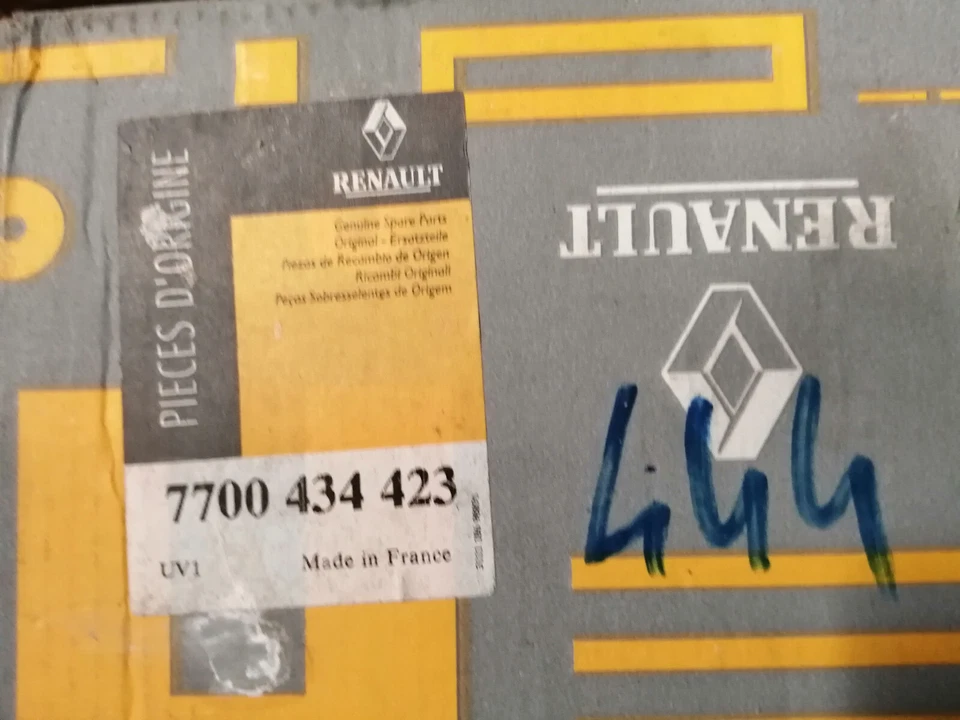 RENAULT
PIECES D'ORIGINE
Genuine Spare Parts
Original - Ersatzteile
Piezas de Recambio de Origen
Ricambi Originali
Peças Sobresselentes de Origem
7700 434 423
UV1 Made in France
RENAULT
444